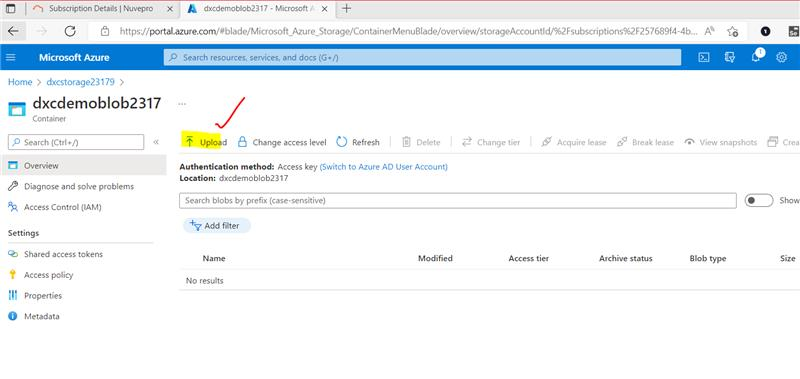 Subscription Details | Nuvepro
dxcdemoblob2317 - Microsoft A
https://portal.azure.com/#blade/Microsoft_Azure_Storage/ContainerMenuBlade/overview/storageAccountId/%2Fsubscriptions%2F257689f4-4b...
1
Microsoft Azure
Search resources, services, and docs (G+/)
1
Home > dxcstorage23179 >
dxcdemoblob2317 ...
Container
Search (Ctrl+/) «
Upload Change access level Refresh Delete Change tier Acquire lease Break lease View snapshots Crea
Overview
Diagnose and solve problems
Access Control (IAM)
Settings
Shared access tokens
Access policy
Properties
Metadata
Authentication method: Access key (Switch to Azure AD User Account)
Location: dxcdemoblob2317
Search blobs by prefix (case-sensitive)
Show
Add filter
Name Modified Access tier Archive status Blob type Size
No results